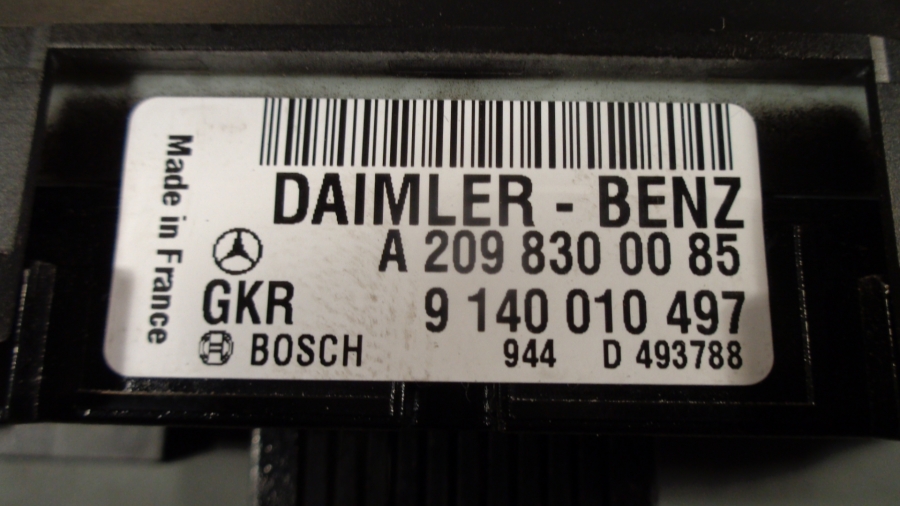 Made in France
DAIMLER - BENZ
A 209 830 00 85
GKR 9 140 010 497
BOSCH 944 D 493788